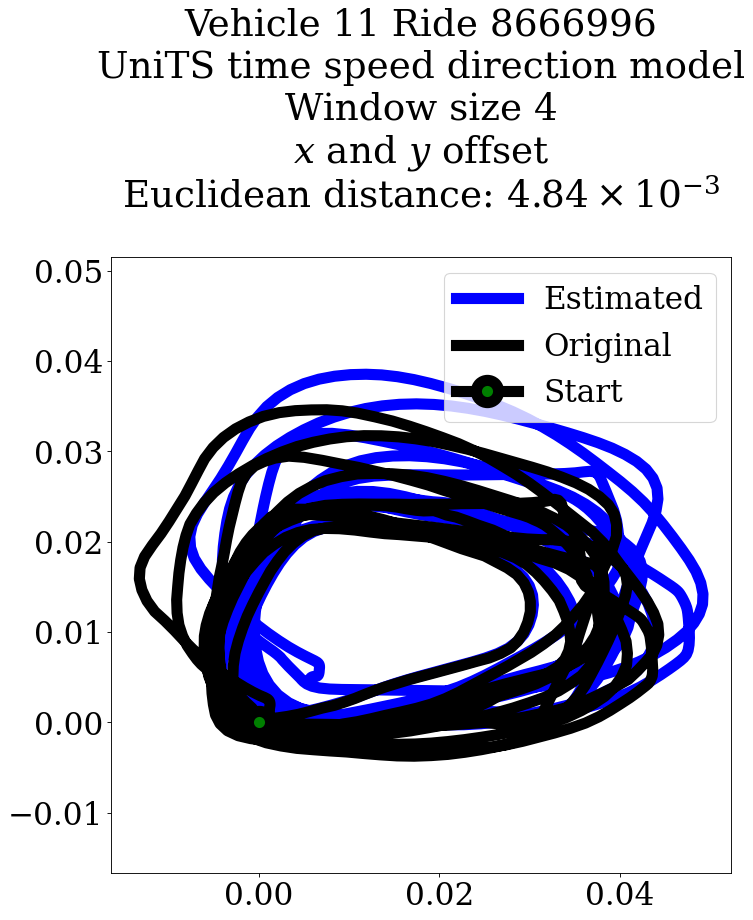 Vehicle 11 Ride 8666996
UniTS time speed direction model
Window size 4
x and y offset
Euclidean distance: 4.84 × 10⁻³
0.05
Estimated
Original
0.04
Start
0.03
0.02
0.01
0.00
−0.01
0.00 0.02 0.04